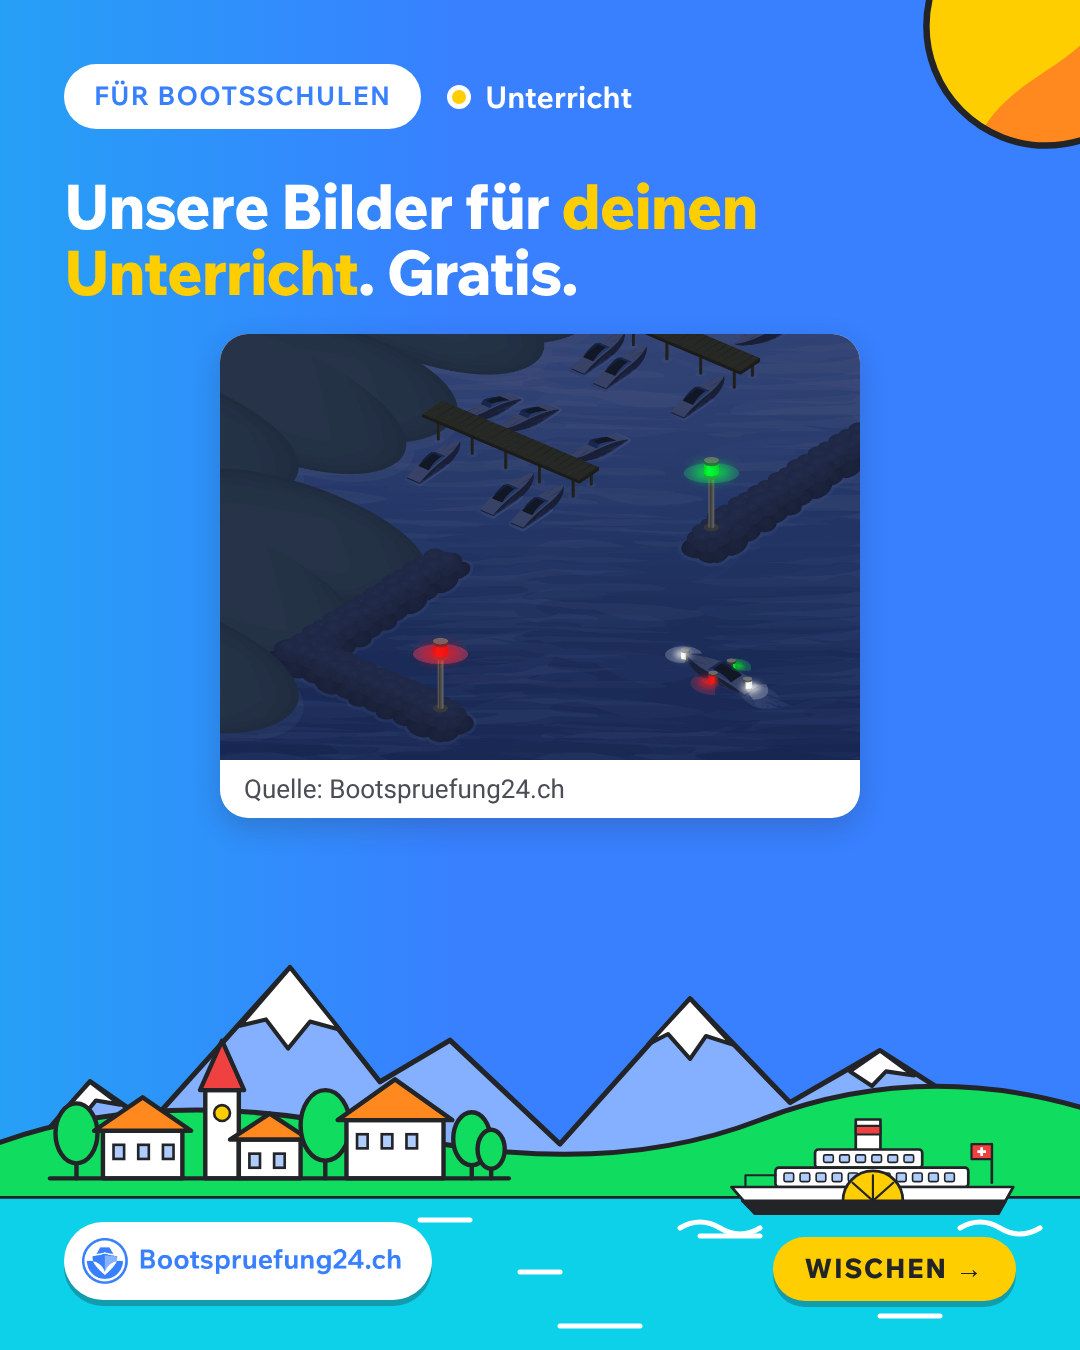 FÜR BOOTSSCHULEN
Unterricht
Unsere Bilder für deinen
Unterricht. Gratis.
Quelle: Bootspruefung24.ch
Bootspruefung24.ch
WISCHEN →